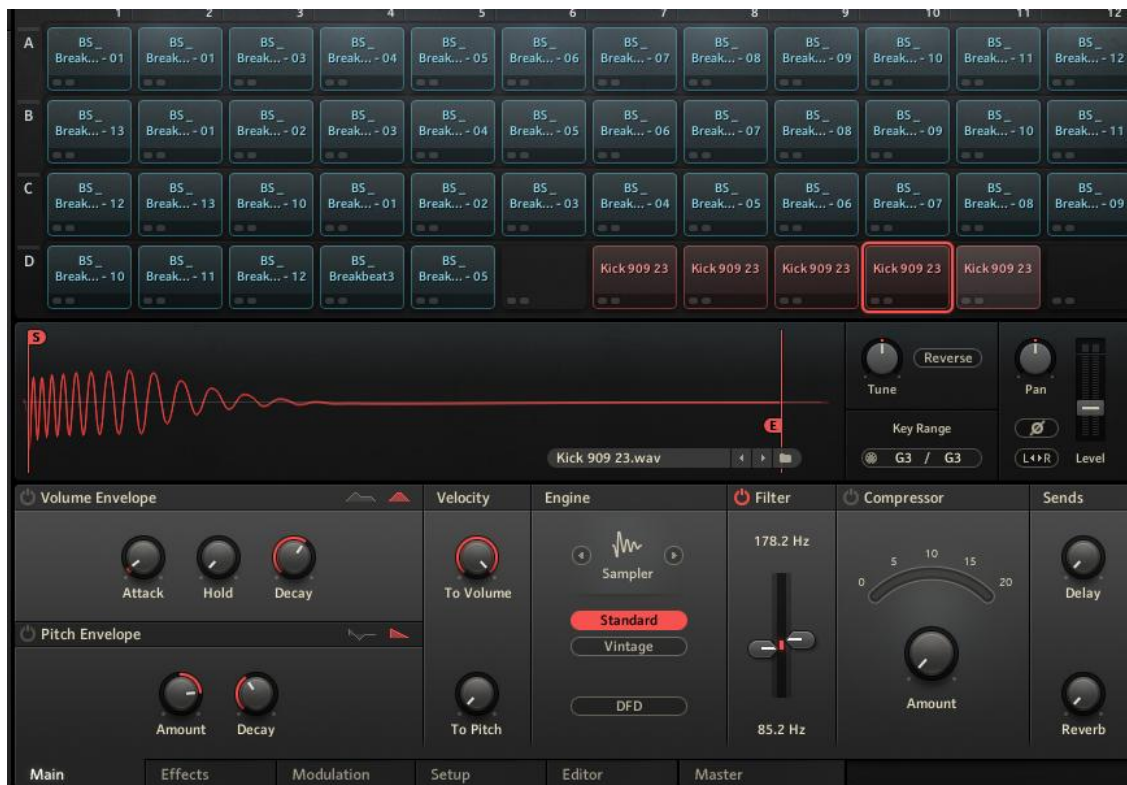 1 2 3 4 5 6 7 8 9 10 11 12
A
BS_ BS_ BS_ BS_ BS_ BS_ BS_ BS_ BS_ BS_ BS_ BS_
Break... - 01 Break... - 01 Break... - 03 Break... - 04 Break... - 05 Break... - 06 Break... - 07 Break... - 08 Break... - 09 Break... - 10 Break... - 11 Break... - 12
B
BS_ BS_ BS_ BS_ BS_ BS_ BS_ BS_ BS_ BS_ BS_ BS_
Break... - 13 Break... - 01 Break... - 02 Break... - 03 Break... - 04 Break... - 05 Break... - 06 Break... - 07 Break... - 08 Break... - 09 Break... - 10 Break... - 11
C
BS_ BS_ BS_ BS_ BS_ BS_ BS_ BS_ BS_ BS_ BS_ BS_
Break... - 12 Break... - 13 Break... - 10 Break... - 01 Break... - 02 Break... - 03 Break... - 04 Break... - 05 Break... - 06 Break... - 07 Break... - 08 Break... - 09
D
BS_ BS_ BS_ BS_ BS_
Break... - 10 Break... - 11 Break... - 12 Breakbeat3 Break... - 05 Kick 909 23 Kick 909 23 Kick 909 23 Kick 909 23 Kick 909 23
S
E
Kick 909 23.wav
Reverse
Tune
Key Range
G3 / G3
Pan
Ø
L R Level
Volume Envelope Velocity Engine Filter Compressor Sends
178.2 Hz
Sampler
0 5 10 15 20
Attack Hold Decay To Volume Delay
Standard
Pitch Envelope
Vintage
DFD
Amount
Amount Decay To Pitch 85.2 Hz Reverb
Main Effects Modulation Setup Editor Master